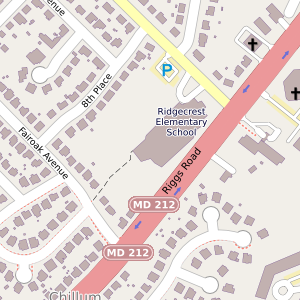 Avenue
8th Place
P
Ridgecrest
Elementary
School
Fairoak Avenue
Riggs Road
MD 212
MD 212
Chillum